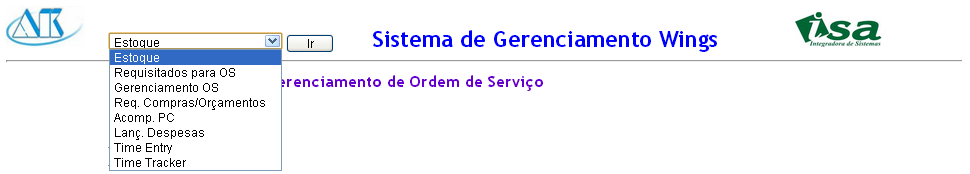 Estoque
Ir
Sistema de Gerenciamento Wings
isa
Integradora de Sistemas
Estoque
Requisitados para OS
Gerenciamento OS
Req. Compras/Orçamentos
Acomp. PC
Lanç. Despesas
Time Entry
Time Tracker
erenciamento de Ordem de Serviço